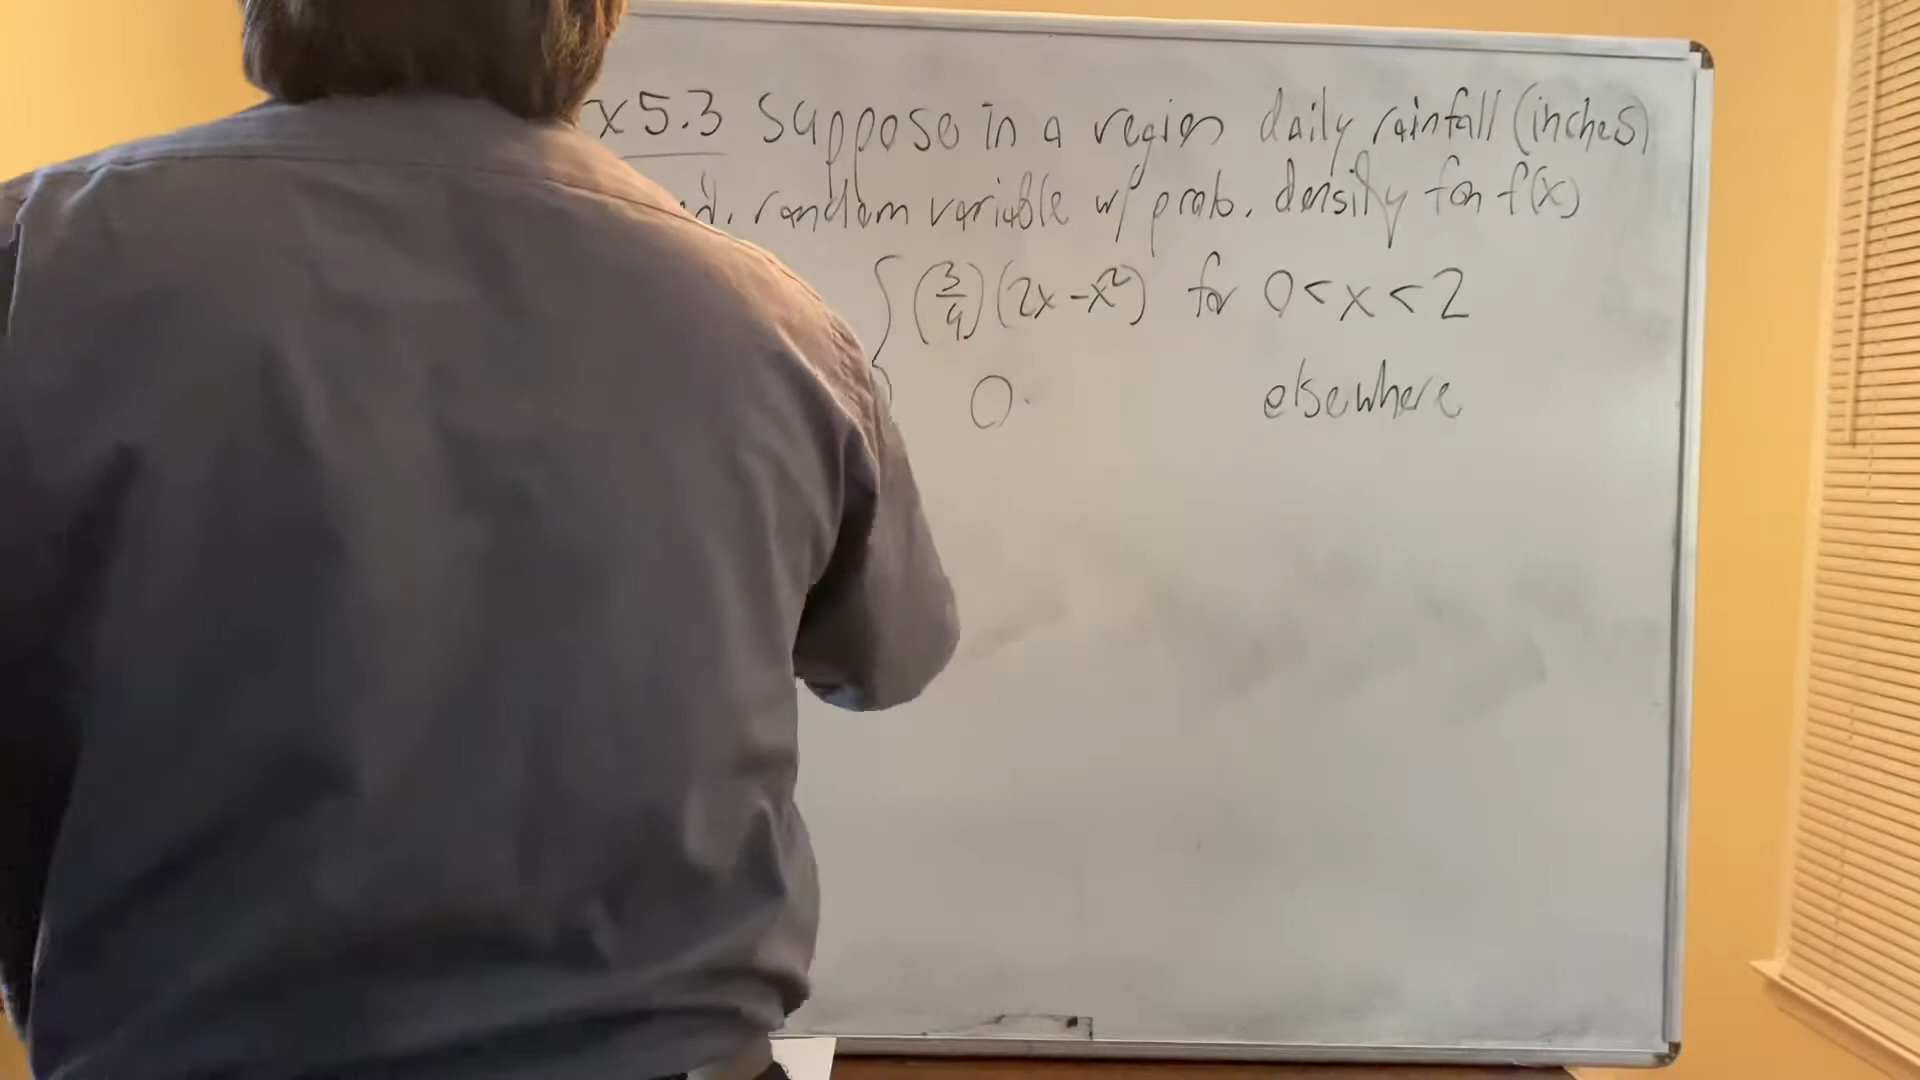 x 5.3 Suppose in a region daily rainfall (inches)
d. random variable w/ prob. density fcn f(x)
{ (3/4)(2x-x²) for 0<x<2
0 elsewhere